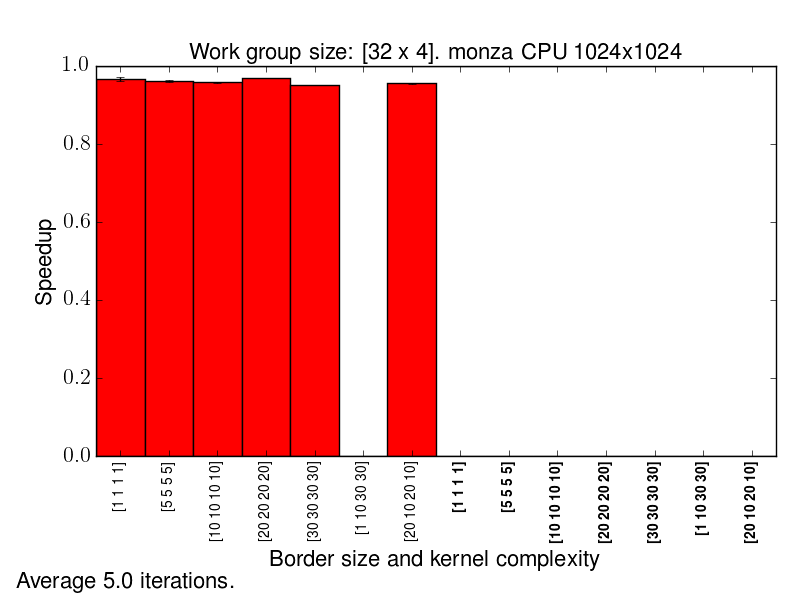 Work group size: [32 x 4]. monza CPU 1024x1024
1.0
0.8
0.6
0.4
0.2
0.0
Speedup
[1 1 1 1]
[5 5 5 5]
[10 10 10 10]
[20 20 20 20]
[30 30 30 30]
[1 10 30 30]
[20 10 20 10]
[1 1 1 1]
[5 5 5 5]
[10 10 10 10]
[20 20 20 20]
[30 30 30 30]
[1 10 30 30]
[20 10 20 10]
Border size and kernel complexity
Average 5.0 iterations.